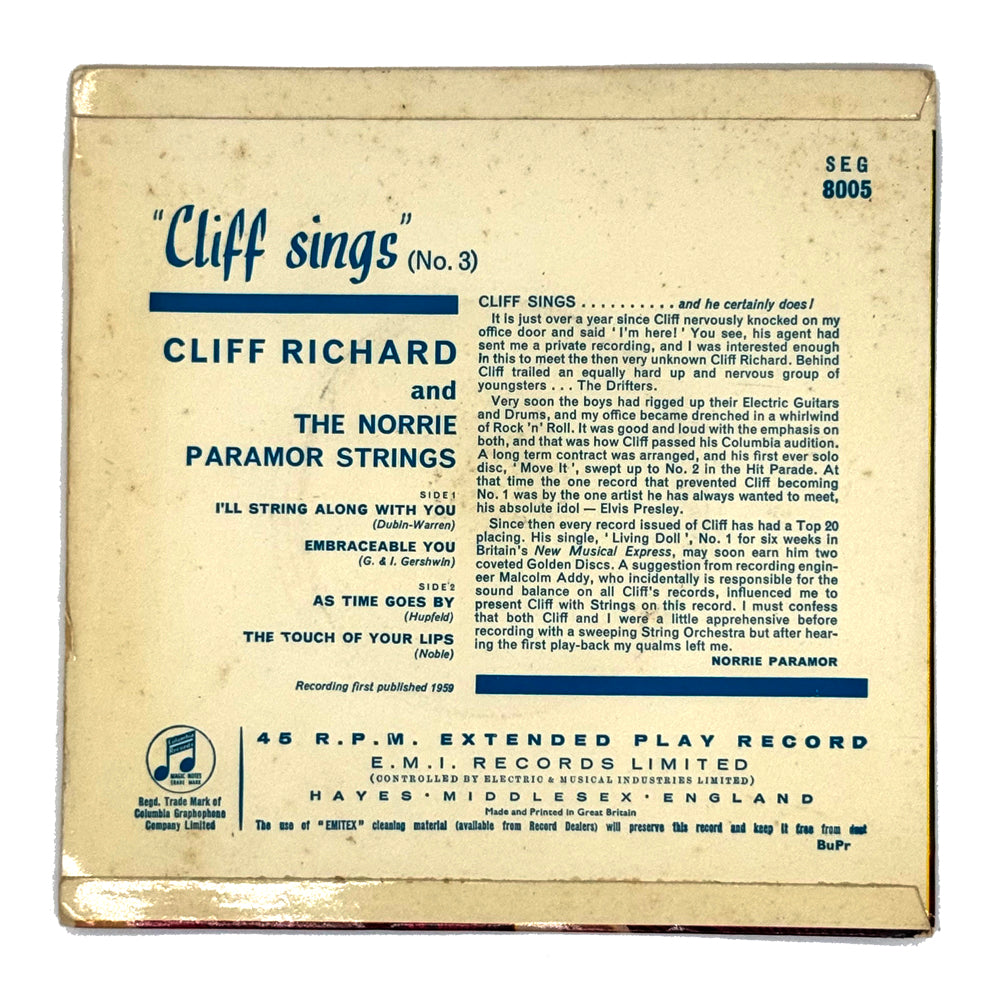 SEG
8005
"Cliff sings" (No. 3)
CLIFF RICHARD
and
THE NORRIE
PARAMOR STRINGS
SIDE 1
I'LL STRING ALONG WITH YOU
(Dubin-Warren)
EMBRACEABLE YOU
(G. & I. Gershwin)
SIDE 2
AS TIME GOES BY
(Hupfeld)
THE TOUCH OF YOUR LIPS
(Noble)
Recording first published 1959
CLIFF SINGS . . . . . . . . . . and he certainly does!
It is just over a year since Cliff nervously knocked on my
office door and said ' I'm here! ' You see, his agent had
sent me a private recording, and I was interested enough
in this to meet the then very unknown Cliff Richard. Behind
Cliff trailed an equally hard up and nervous group of
youngsters . . . The Drifters.
Very soon the boys had rigged up their Electric Guitars
and Drums, and my office became drenched in a whirlwind
of Rock 'n' Roll. It was good and loud with the emphasis on
both, and that was how Cliff passed his Columbia audition.
A long term contract was arranged, and his first ever solo
disc, ' Move It ', swept up to No. 2 in the Hit Parade. At
that time the one record that prevented Cliff becoming
No. 1 was by the one artist he has always wanted to meet,
his absolute idol — Elvis Presley.
Since then every record issued of Cliff has had a Top 20
placing. His single, ' Living Doll ', No. 1 for six weeks in
Britain's New Musical Express, may soon earn him two
coveted Golden Discs. A suggestion from recording engin-
eer Malcolm Addy, who incidentally is responsible for the
sound balance on all Cliff's records, influenced me to
present Cliff with Strings on this record. I must confess
that both Cliff and I were a little apprehensive before
recording with a sweeping String Orchestra but after hear-
ing the first play-back my qualms left me.
NORRIE PARAMOR
Columbia
Records
MAGIC NOTES
TRADE MARK
Regd. Trade Mark of
Columbia Graphophone
Company Limited
45 R.P.M. EXTENDED PLAY RECORD
E.M.I. RECORDS LIMITED
(CONTROLLED BY ELECTRIC & MUSICAL INDUSTRIES LIMITED)
HAYES · MIDDLESEX · ENGLAND
Made and Printed in Great Britain
The use of "EMITEX" cleaning material (available from Record Dealers) will preserve this record and keep it free from dust
BuPr